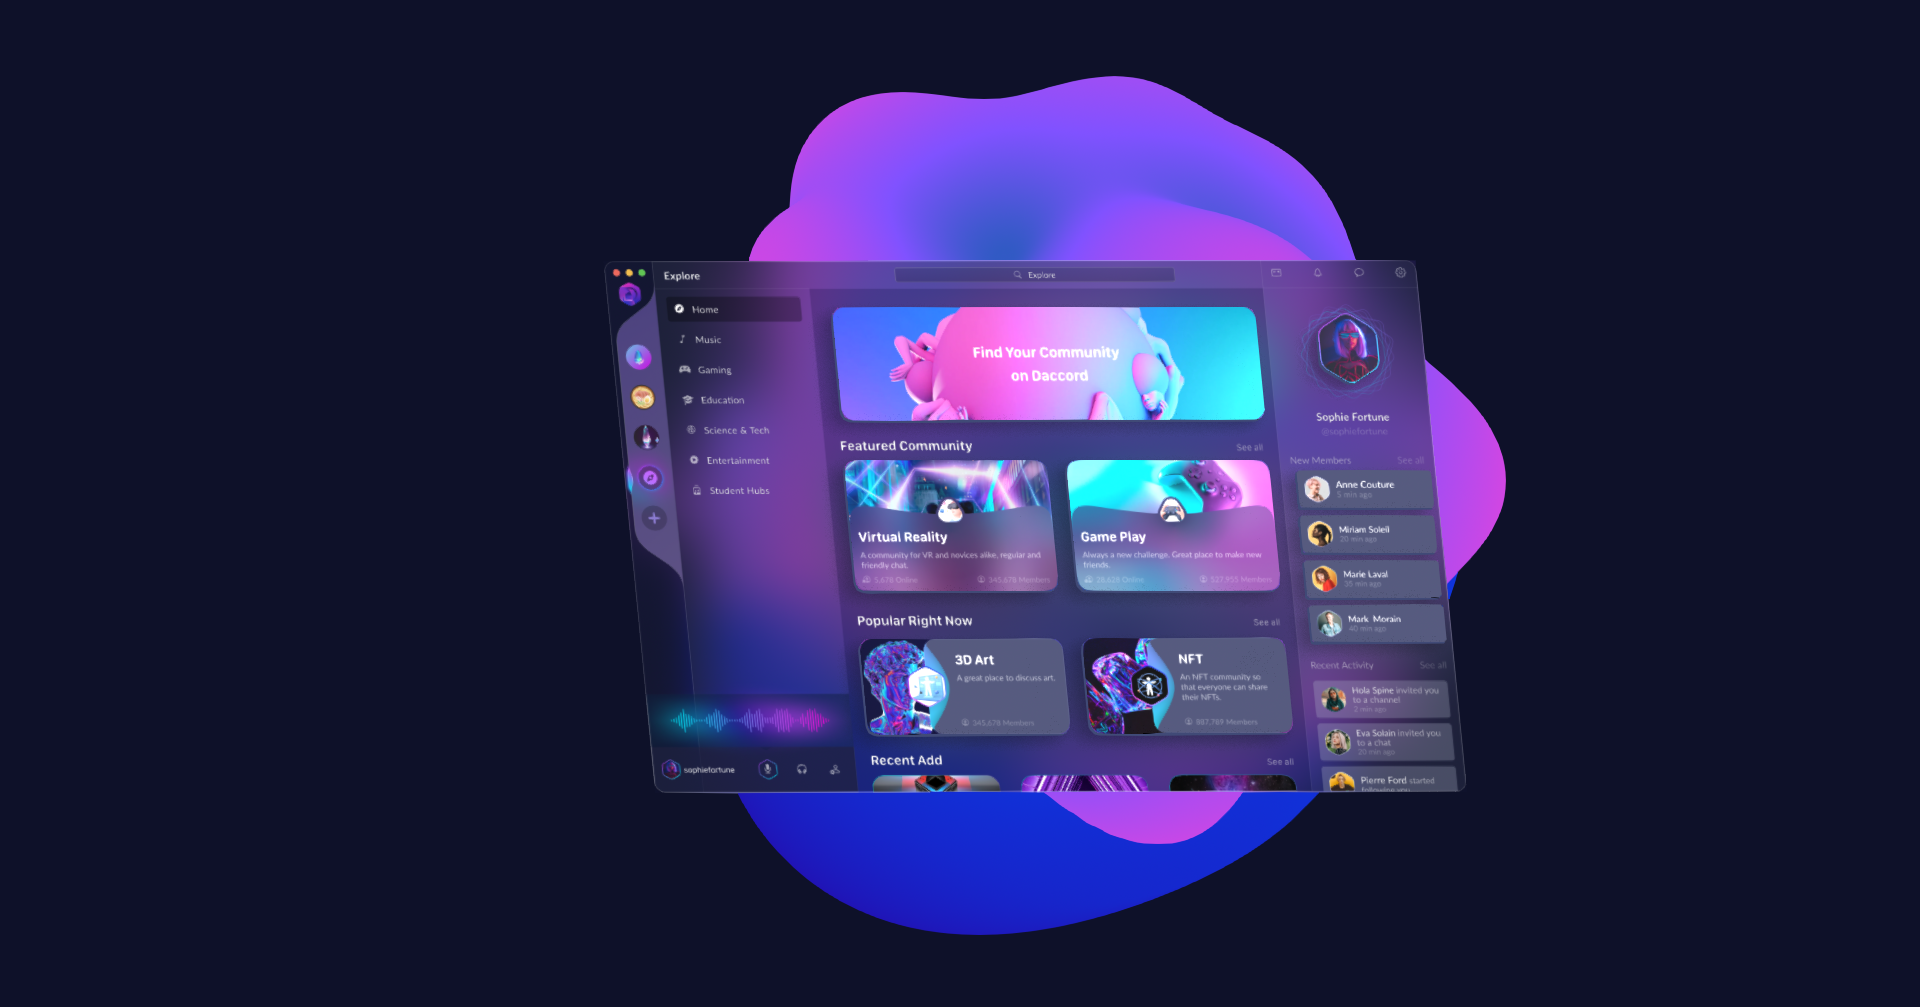 Explore
Explore
Home
Music
Gaming
Education
Science & Tech
Entertainment
Student Hubs
sophiefortune
Find Your Community
on Daccord
Featured Community
See all
Virtual Reality
A community for VR and novices alike, regular and
friendly chat.
5,678 Online
345,678 Members
Game Play
Always a new challenge. Great place to make new
friends.
28,628 Online
527,955 Members
Popular Right Now
See all
3D Art
A great place to discuss art.
345,678 Members
NFT
An NFT community so
that everyone can share
their NFTs.
987,789 Members
Recent Add
See all
Sophie Fortune
@sophiefortune
New Members
See all
Anne Couture
5 min ago
Miriam Soleil
20 min ago
Marie Laval
35 min ago
Mark Morain
40 min ago
Recent Activity
See all
Hola Spine invited you
to a channel
2 min ago
Eva Solain invited you
to a chat
20 min ago
Pierre Ford started
following you